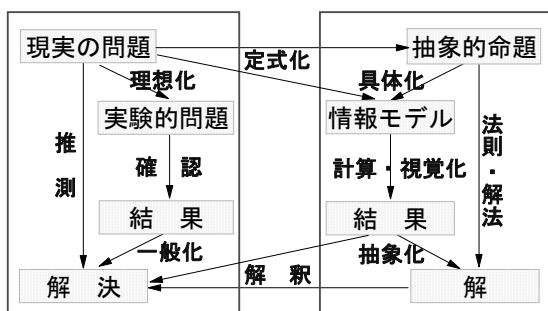 現実の問題
定式化
抽象的命題
理想化
具体化
実験的問題
情報モデル
推測
確 認
計算・視覚化
法則・解法
結 果
結 果
一般化
抽象化
解 決
解 釈
解